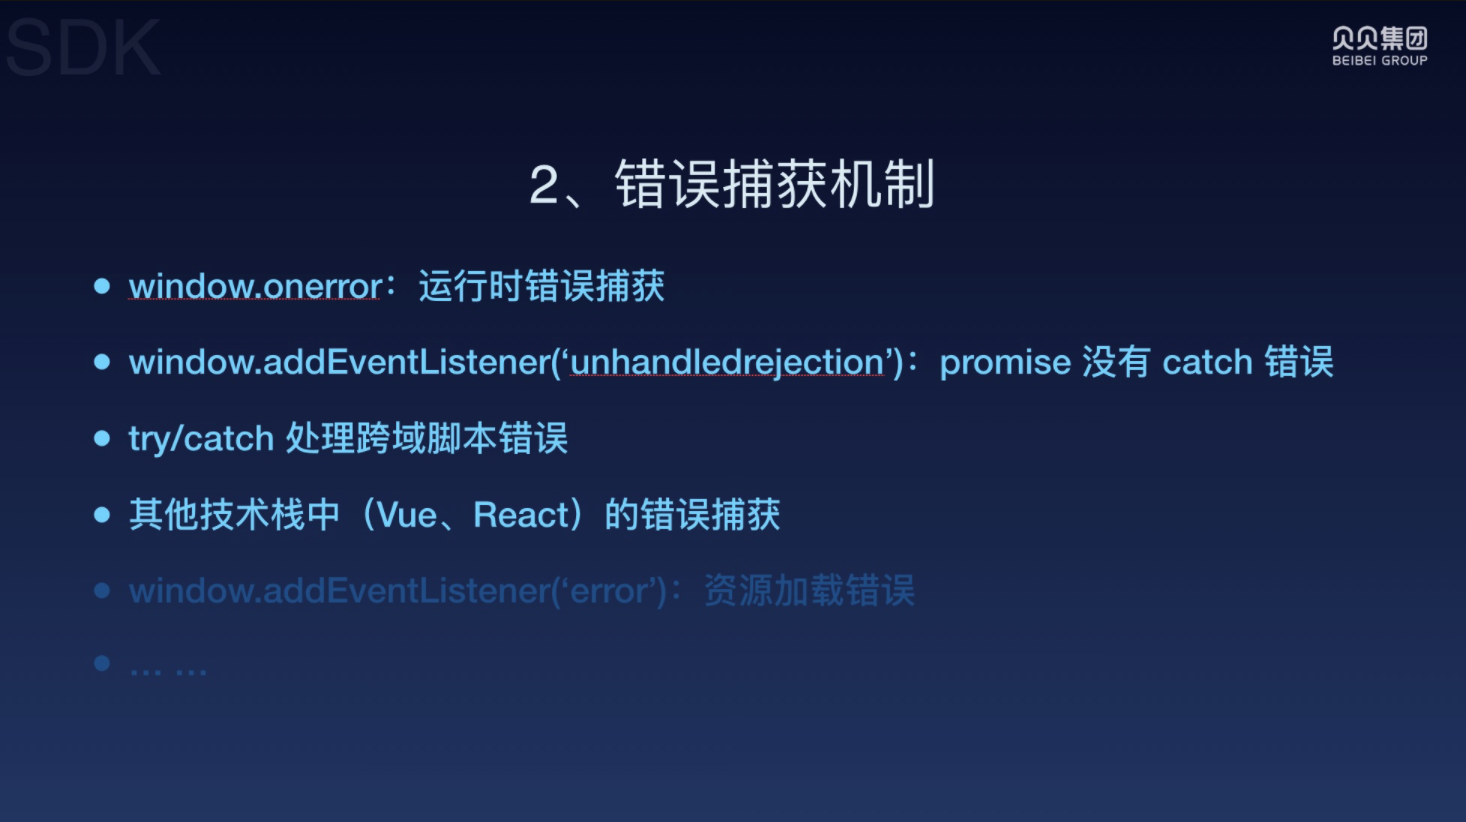 SDK
贝贝集团
BEIBEI GROUP
2、错误捕获机制
● window.onerror：运行时错误捕获
● window.addEventListener(‘unhandledrejection’)：promise 没有 catch 错误
● try/catch 处理跨域脚本错误
● 其他技术栈中（Vue、React）的错误捕获
● window.addEventListener(‘error’)：资源加载错误
● … …